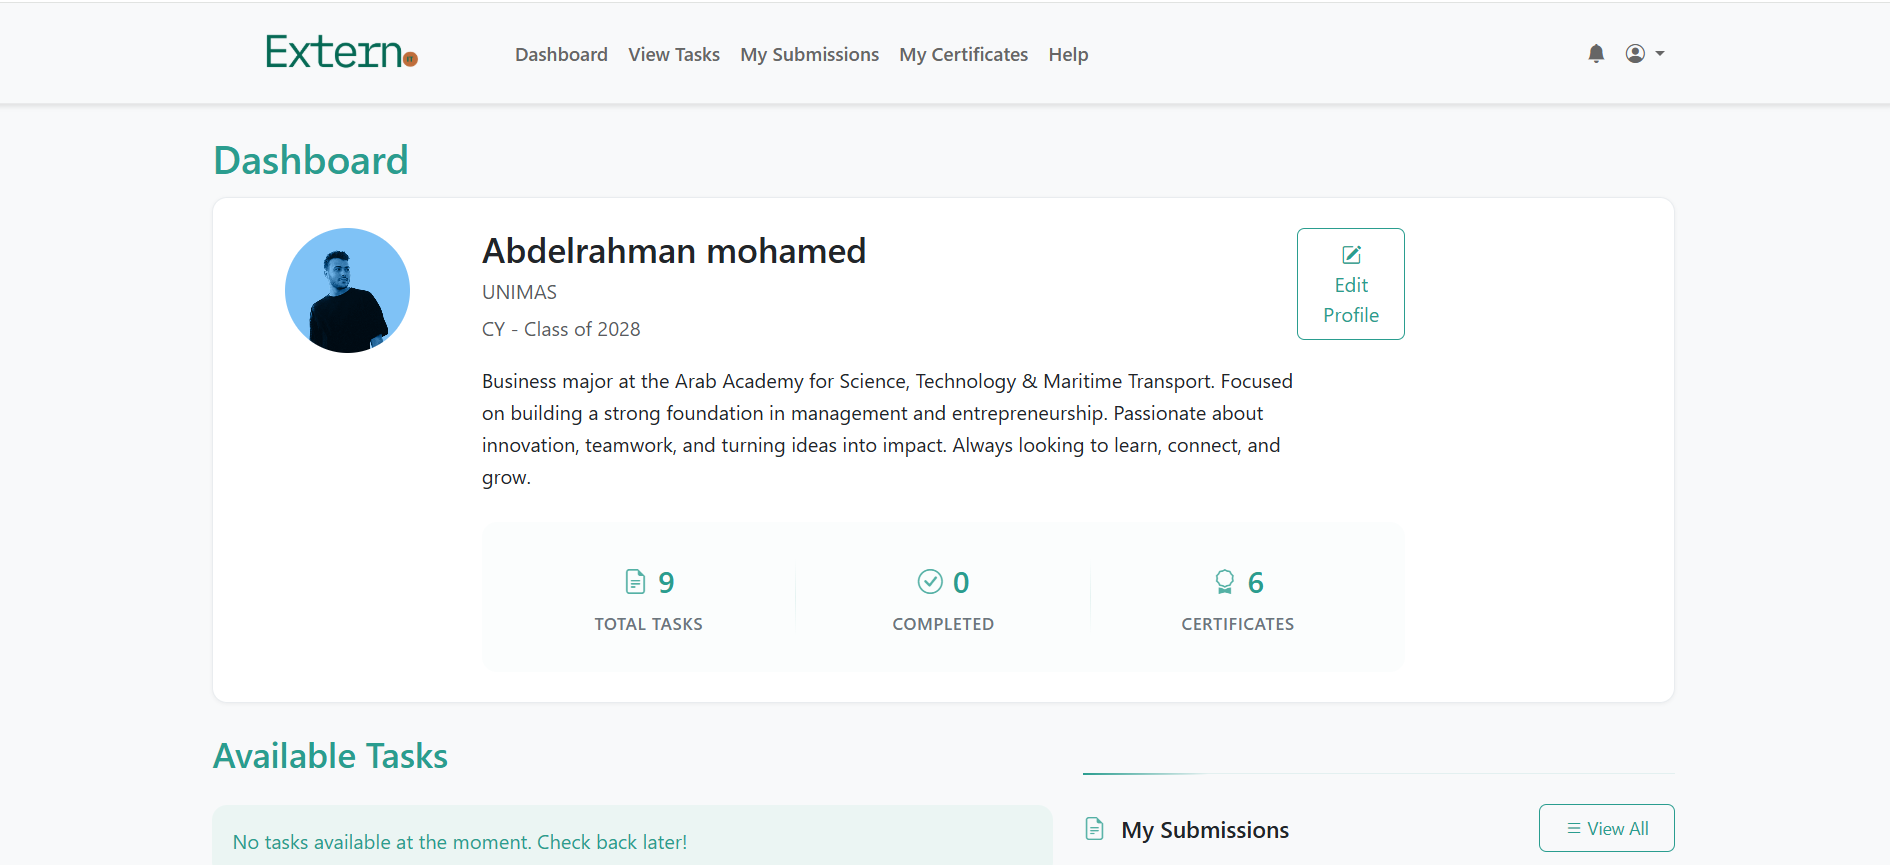 Extern IT
Dashboard View Tasks My Submissions My Certificates Help
Dashboard
Abdelrahman mohamed
UNIMAS
CY - Class of 2028
Edit
Profile
Business major at the Arab Academy for Science, Technology & Maritime Transport. Focused
on building a strong foundation in management and entrepreneurship. Passionate about
innovation, teamwork, and turning ideas into impact. Always looking to learn, connect, and
grow.
9
TOTAL TASKS
0
COMPLETED
6
CERTIFICATES
Available Tasks
No tasks available at the moment. Check back later!
My Submissions
View All